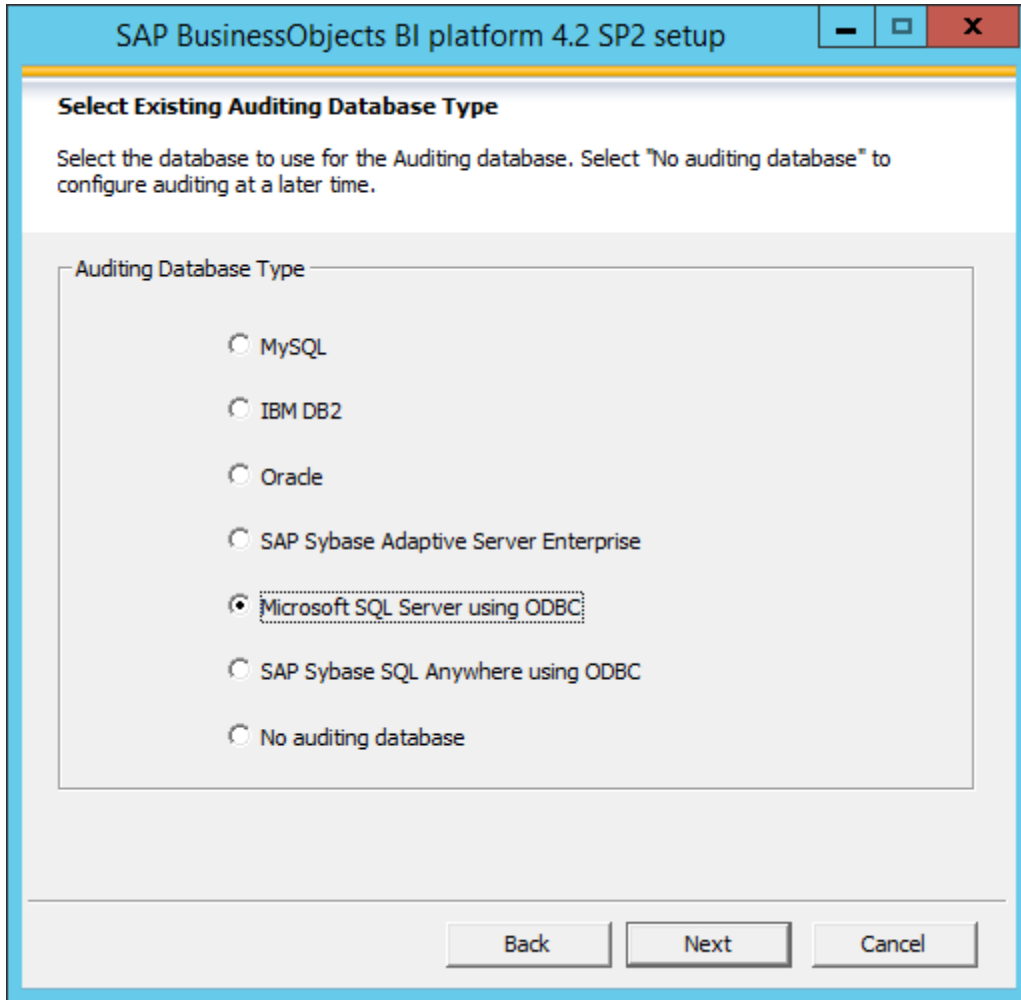 SAP BusinessObjects BI platform 4.2 SP2 setup
Select Existing Auditing Database Type
Select the database to use for the Auditing database. Select "No auditing database" to
configure auditing at a later time.
Auditing Database Type
MySQL
IBM DB2
Oracle
SAP Sybase Adaptive Server Enterprise
Microsoft SQL Server using ODBC
SAP Sybase SQL Anywhere using ODBC
No auditing database
Back Next Cancel